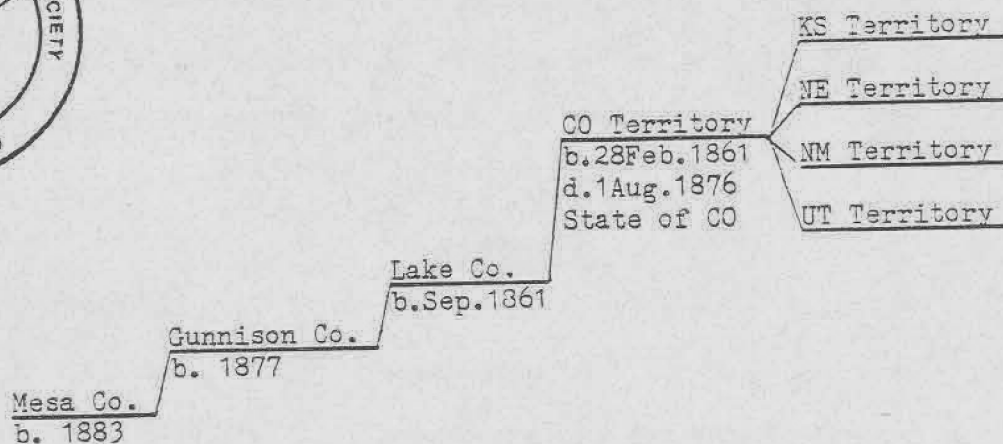 CIETY
KS Territory
NE Territory
CO Territory
b.28Feb.1861
d.1Aug.1876
State of CO
NM Territory
UT Territory
Lake Co.
b.Sep.1861
Gunnison Co.
b. 1877
Mesa Co.
b. 1883